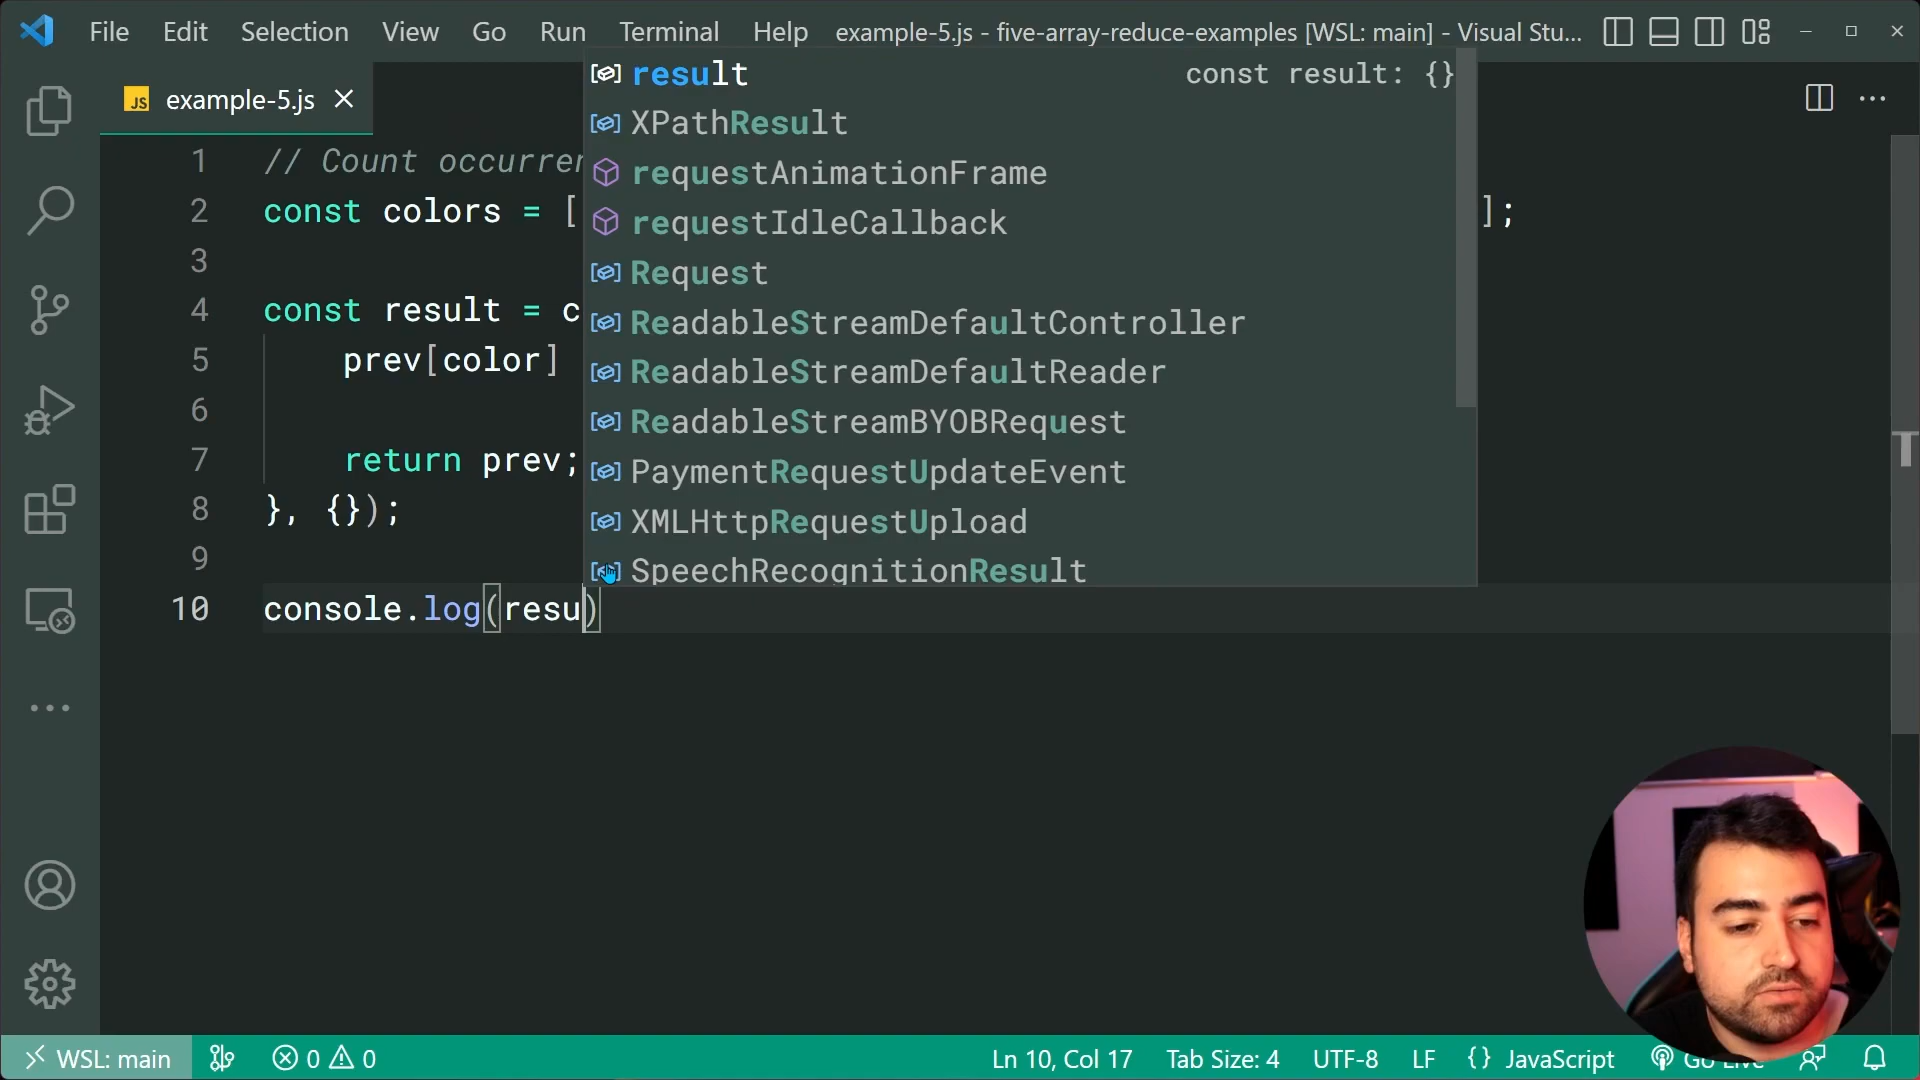 File Edit Selection View Go Run Terminal Help example-5.js - five-array-reduce-examples [WSL: main] - Visual Stu...
JS example-5.js
1 // Count occurren
2 const colors = [ ];
3
4 const result = c
5 prev[color]
6
7 return prev;
8 }, {});
9
10 console.log(resu)
result const result: {}
XPathResult
requestAnimationFrame
requestIdleCallback
Request
ReadableStreamDefaultController
ReadableStreamDefaultReader
ReadableStreamBYOBRequest
PaymentRequestUpdateEvent
XMLHttpRequestUpload
SpeechRecognitionResult
WSL: main 0 0 Ln 10, Col 17 Tab Size: 4 UTF-8 LF {} JavaScript Go Live